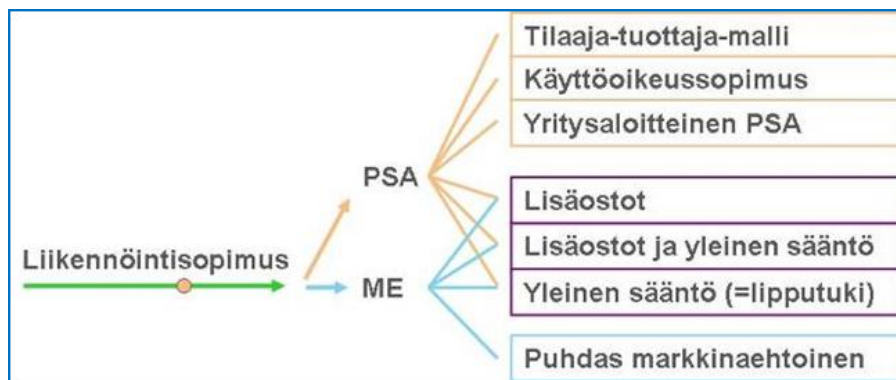 Tilaaja-tuottaja-malli
Käyttöoikeussopimus
Yritysaloitteinen PSA
PSA
Lisäostot
Lisäostot ja yleinen sääntö
Liikennöintisopimus
ME
Yleinen sääntö (=lipputuki)
Puhdas markkinaehtoinen